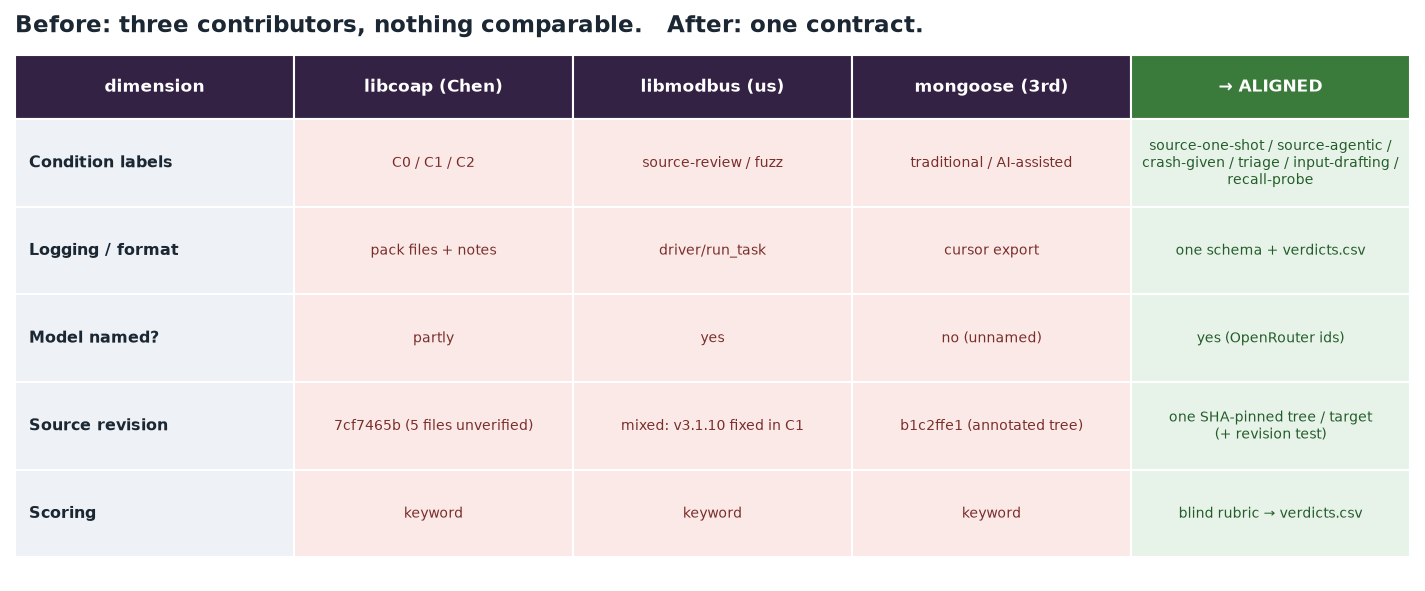 Before: three contributors, nothing comparable.   After: one contract.
dimension
libcoap (Chen)
libmodbus (us)
mongoose (3rd)
→ ALIGNED
Condition labels
C0 / C1 / C2
source-review / fuzz
traditional / AI-assisted
source-one-shot / source-agentic /
crash-given / triage / input-drafting /
recall-probe
Logging / format
pack files + notes
driver/run_task
cursor export
one schema + verdicts.csv
Model named?
partly
yes
no (unnamed)
yes (OpenRouter ids)
Source revision
7cf7465b (5 files unverified)
mixed: v3.1.10 fixed in C1
b1c2ffe1 (annotated tree)
one SHA-pinned tree / target
(+ revision test)
Scoring
keyword
keyword
keyword
blind rubric → verdicts.csv